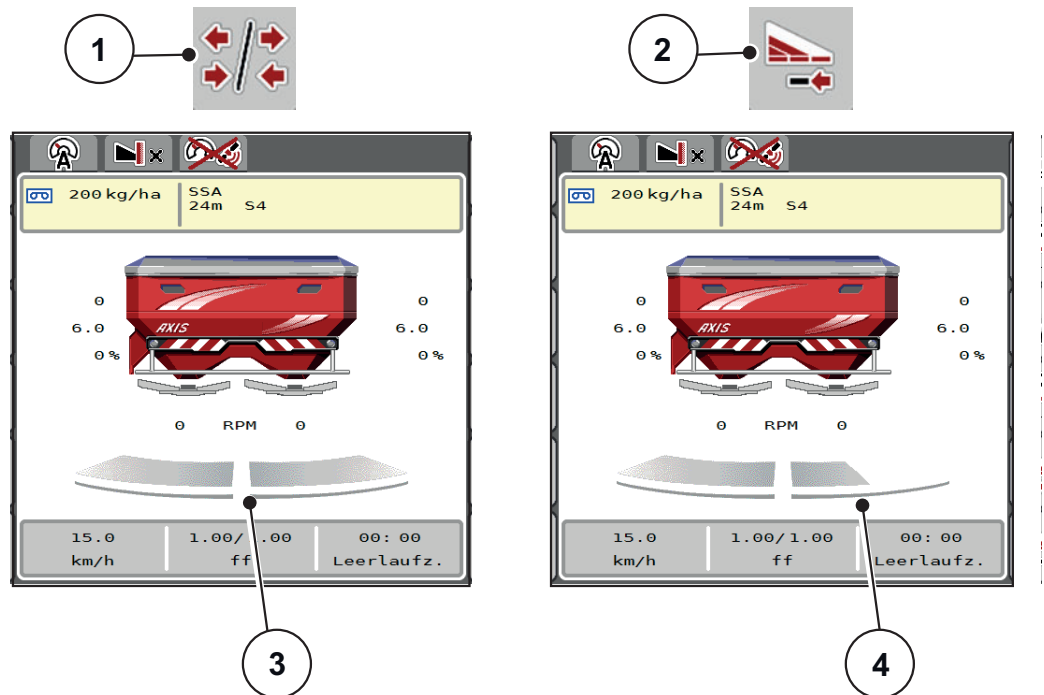 1
2
A
x
200 kg/ha
SSA
24m S4
0
0
AXIS
6.0
6.0
0%
0%
0 RPM 0
15.0
km/h
1.00/ .00
ff
00:00
Leerlaufz.
3
A
x
200 kg/ha
SSA
24m S4
0
0
AXIS
6.0
6.0
0%
0%
0 RPM 0
15.0
km/h
1.00/1.00
ff
00:00
Leerlaufz.
4